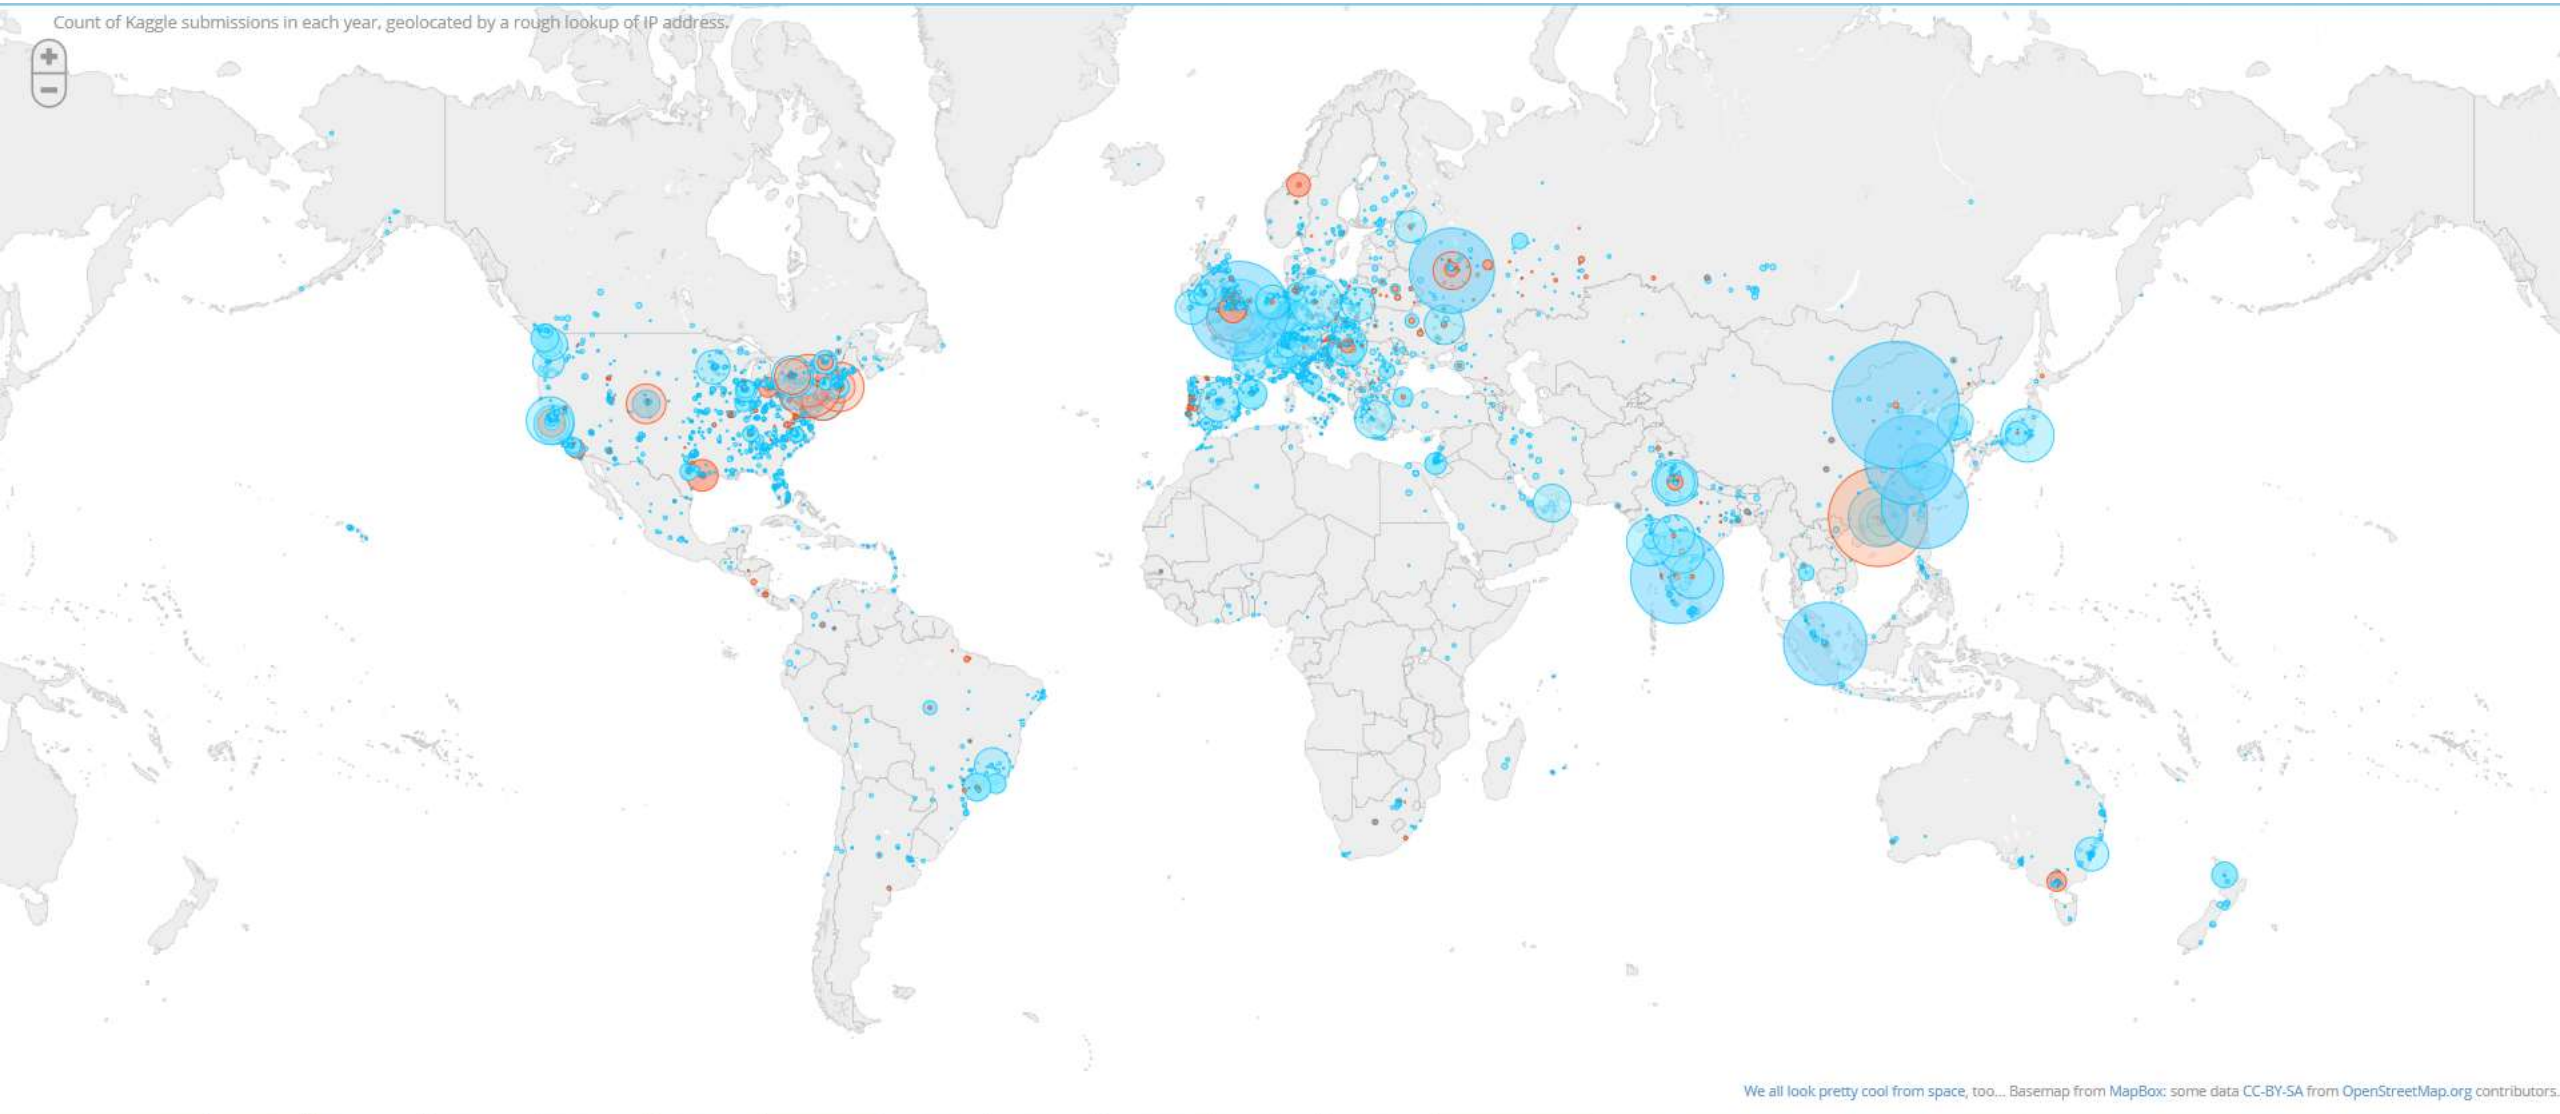 Count of Kaggle submissions in each year, geolocated by a rough lookup of IP address.
We all look pretty cool from space, too... Basemap from MapBox: some data CC-BY-SA from OpenStreetMap.org contributors.